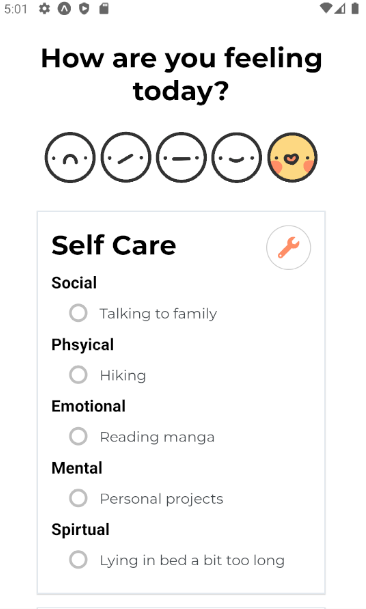 5:01
How are you feeling
today?
Self Care
Social
Talking to family
Phsyical
Hiking
Emotional
Reading manga
Mental
Personal projects
Spirtual
Lying in bed a bit too long